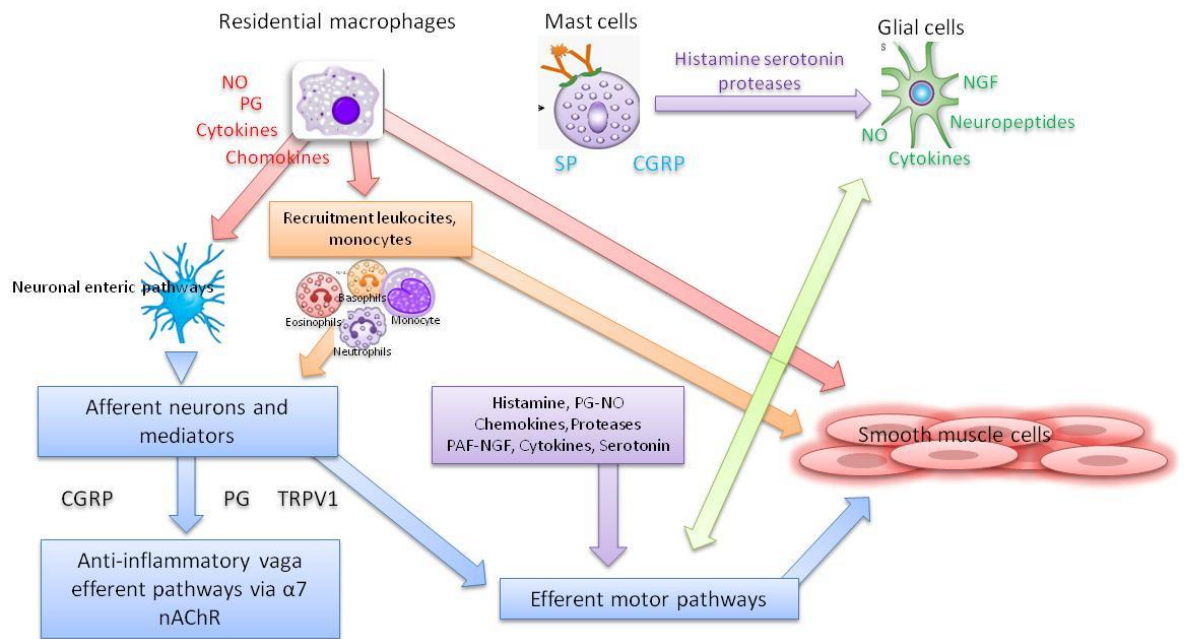 Residential macrophages
Mast cells
Glial cells
s
NO
PG
Cytokines
Chomokines
Histamine serotonin
proteases
NGF
Neuropeptides
NO
Cytokines
SP
CGRP
Recruitment leukocites,
monocytes
Neuronal enteric pathways
Basophils
Eosinophils
Monocyte
Neutrophils
Afferent neurons and
mediators
Histamine, PG-NO
Chemokines, Proteases
PAF-NGF, Cytokines, Serotonin
Smooth muscle cells
CGRP
PG
TRPV1
Anti-inflammatory vaga
efferent pathways via α7
nAChR
Efferent motor pathways